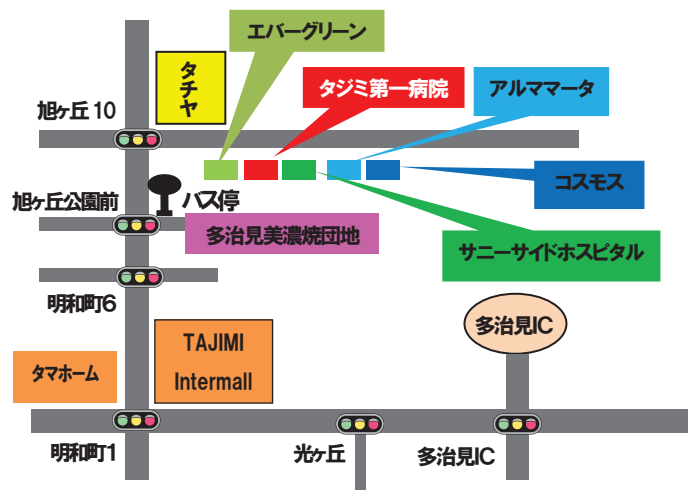 エバーグリーン
タチヤ
タジミ第一病院
アルママータ
旭ヶ丘10
コスモス
旭ヶ丘公園前
バス停
多治見美濃焼団地
サニーサイドホスピタル
明和町6
多治見IC
TAJIMI
Intermall
タマホーム
明和町1
光ヶ丘
多治見IC